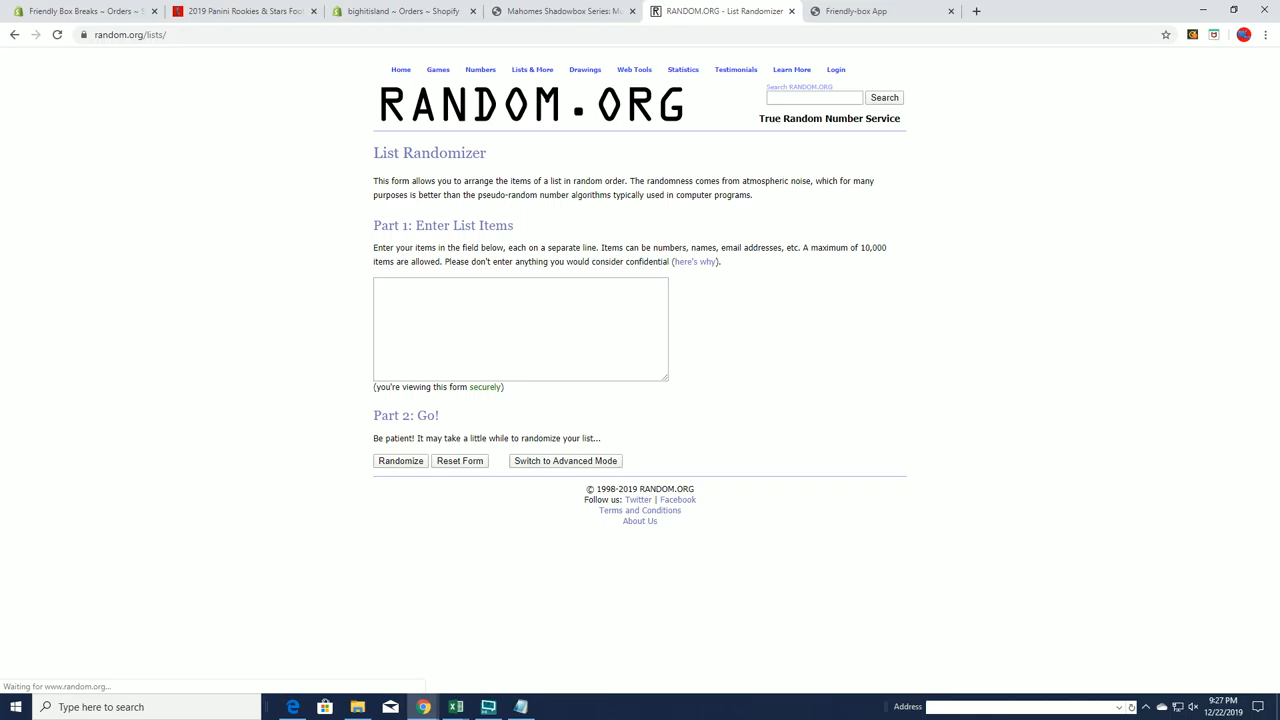 Friendly Box Breaks ~ Orders ~ S
2019 Panini Rookies & Stars Foot
bighitisland ~ Orders ~ Shopify
Mahomes Shadowbox Series: Mu
RANDOM.ORG - List Randomizer
Friendly-box App
random.org/lists/
Home Games Numbers Lists & More Drawings Web Tools Statistics Testimonials Learn More Login
Search RANDOM.ORG
RANDOM.ORG
Search
True Random Number Service
List Randomizer
This form allows you to arrange the items of a list in random order. The randomness comes from atmospheric noise, which for many
purposes is better than the pseudo-random number algorithms typically used in computer programs.
Part 1: Enter List Items
Enter your items in the field below, each on a separate line. Items can be numbers, names, email addresses, etc. A maximum of 10,000
items are allowed. Please don't enter anything you would consider confidential (here's why).
(you're viewing this form securely)
Part 2: Go!
Be patient! It may take a little while to randomize your list...
Randomize Reset Form Switch to Advanced Mode
© 1998-2019 RANDOM.ORG
Follow us: Twitter | Facebook
Terms and Conditions
About Us
Waiting for www.random.org...
Type here to search
Address
9:27 PM
12/22/2019